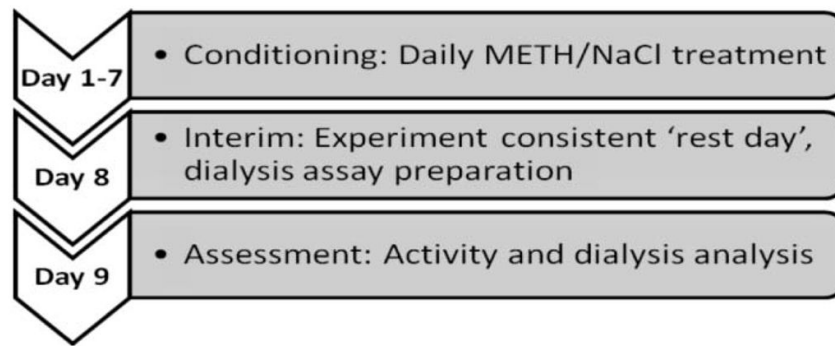 Day 1-7
• Conditioning: Daily METH/NaCl treatment
Day 8
• Interim: Experiment consistent ‘rest day’,
dialysis assay preparation
Day 9
• Assessment: Activity and dialysis analysis